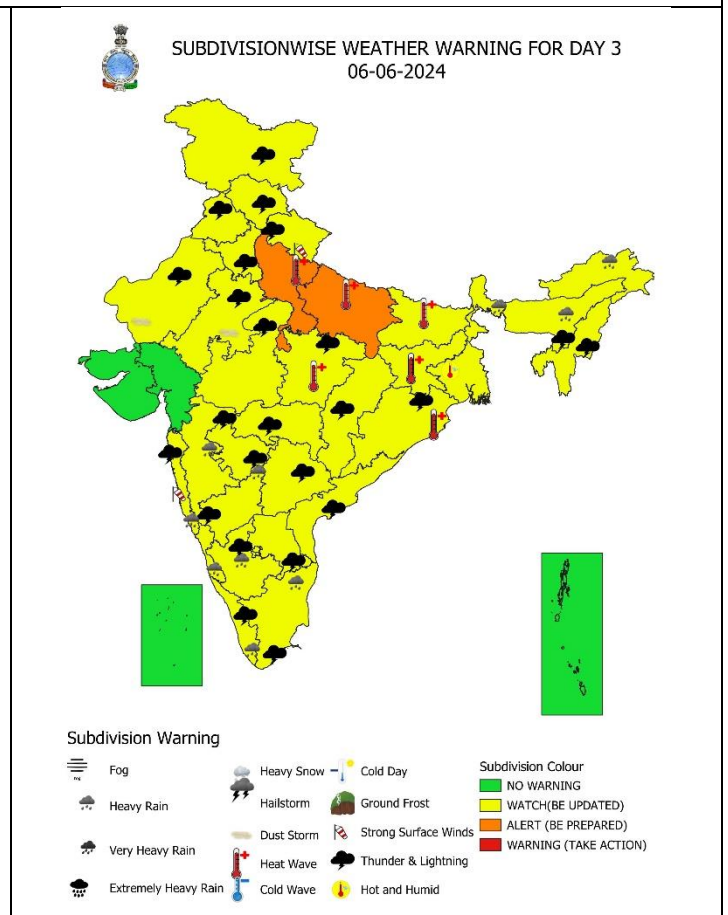 SUBDIVISIONWISE WEATHER WARNING FOR DAY 3
06-06-2024
Subdivision Warning
Fog
Heavy Rain
Very Heavy Rain
Extremely Heavy Rain
Heavy Snow
Hailstorm
Dust Storm
Heat Wave
Cold Wave
Cold Day
Ground Frost
Strong Surface Winds
Thunder & Lightning
Hot and Humid
Subdivision Colour
NO WARNING
WATCH(BE UPDATED)
ALERT (BE PREPARED)
WARNING (TAKE ACTION)